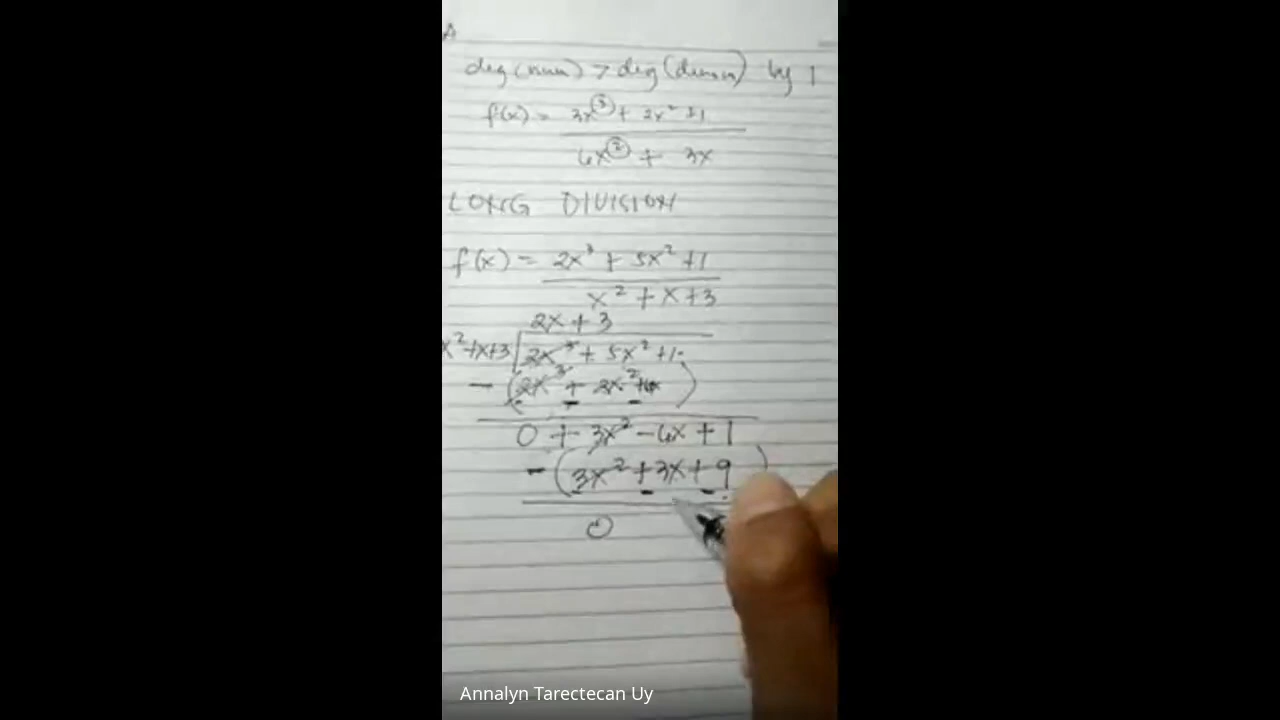 deg(num) > deg(denom) by 1
f(x) = 3x③ + 2x² + 1
6x② + 3x
LONG DIVISION
f(x) = 2x³ + 5x² + 1
x² + x + 3
2x + 3
x² + x + 3 2x³ + 5x² + 1
- (2x³ + 2x² + 6x)
0 + 3x² - 6x + 1
- (3x² + 3x + 9)
0
Annalyn Tarectecan Uy